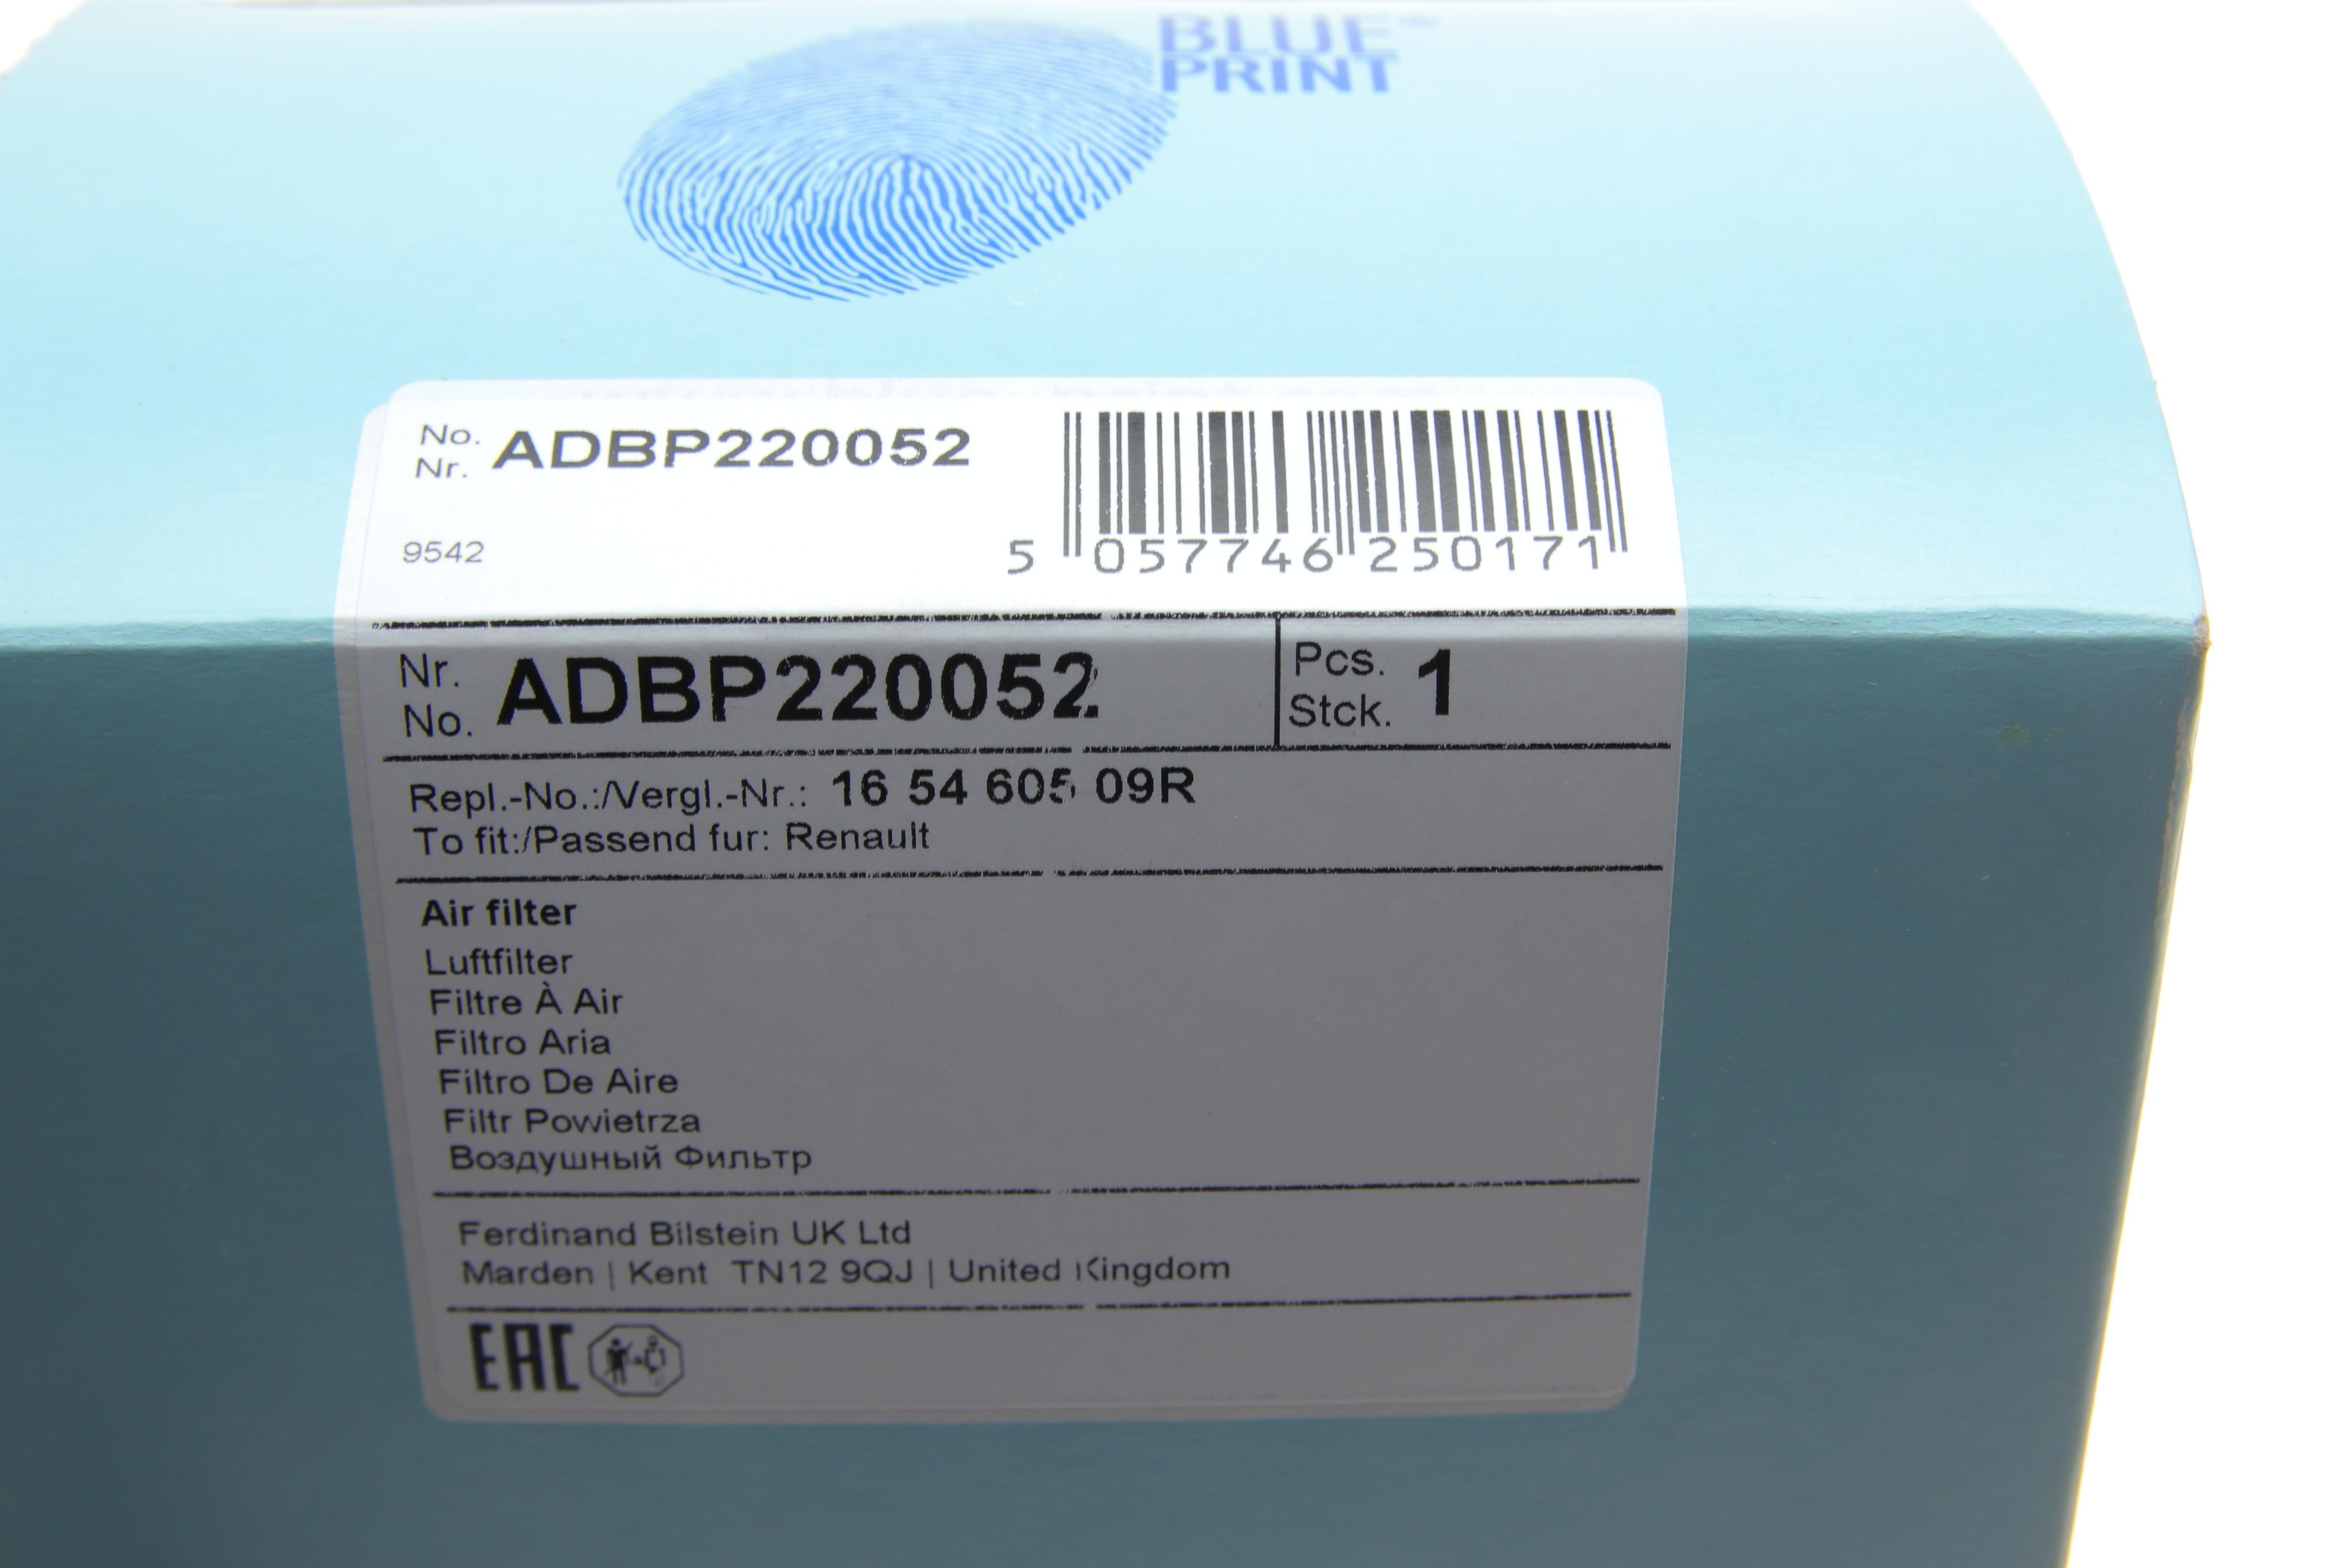 BLUE
PRINT
No.
Nr. ADBP220052
9542
5 057746 250171
Nr.
No. ADBP220052
Pcs.
Stck. 1
Repl.-No.:/Vergl.-Nr.: 16 54 605 09R
To fit:/Passend fur: Renault
Air filter
Luftfilter
Filtre À Air
Filtro Aria
Filtro De Aire
Filtr Powietrza
Воздушный Фильтр
Ferdinand Bilstein UK Ltd
Marden | Kent TN12 9QJ | United Kingdom
EAC